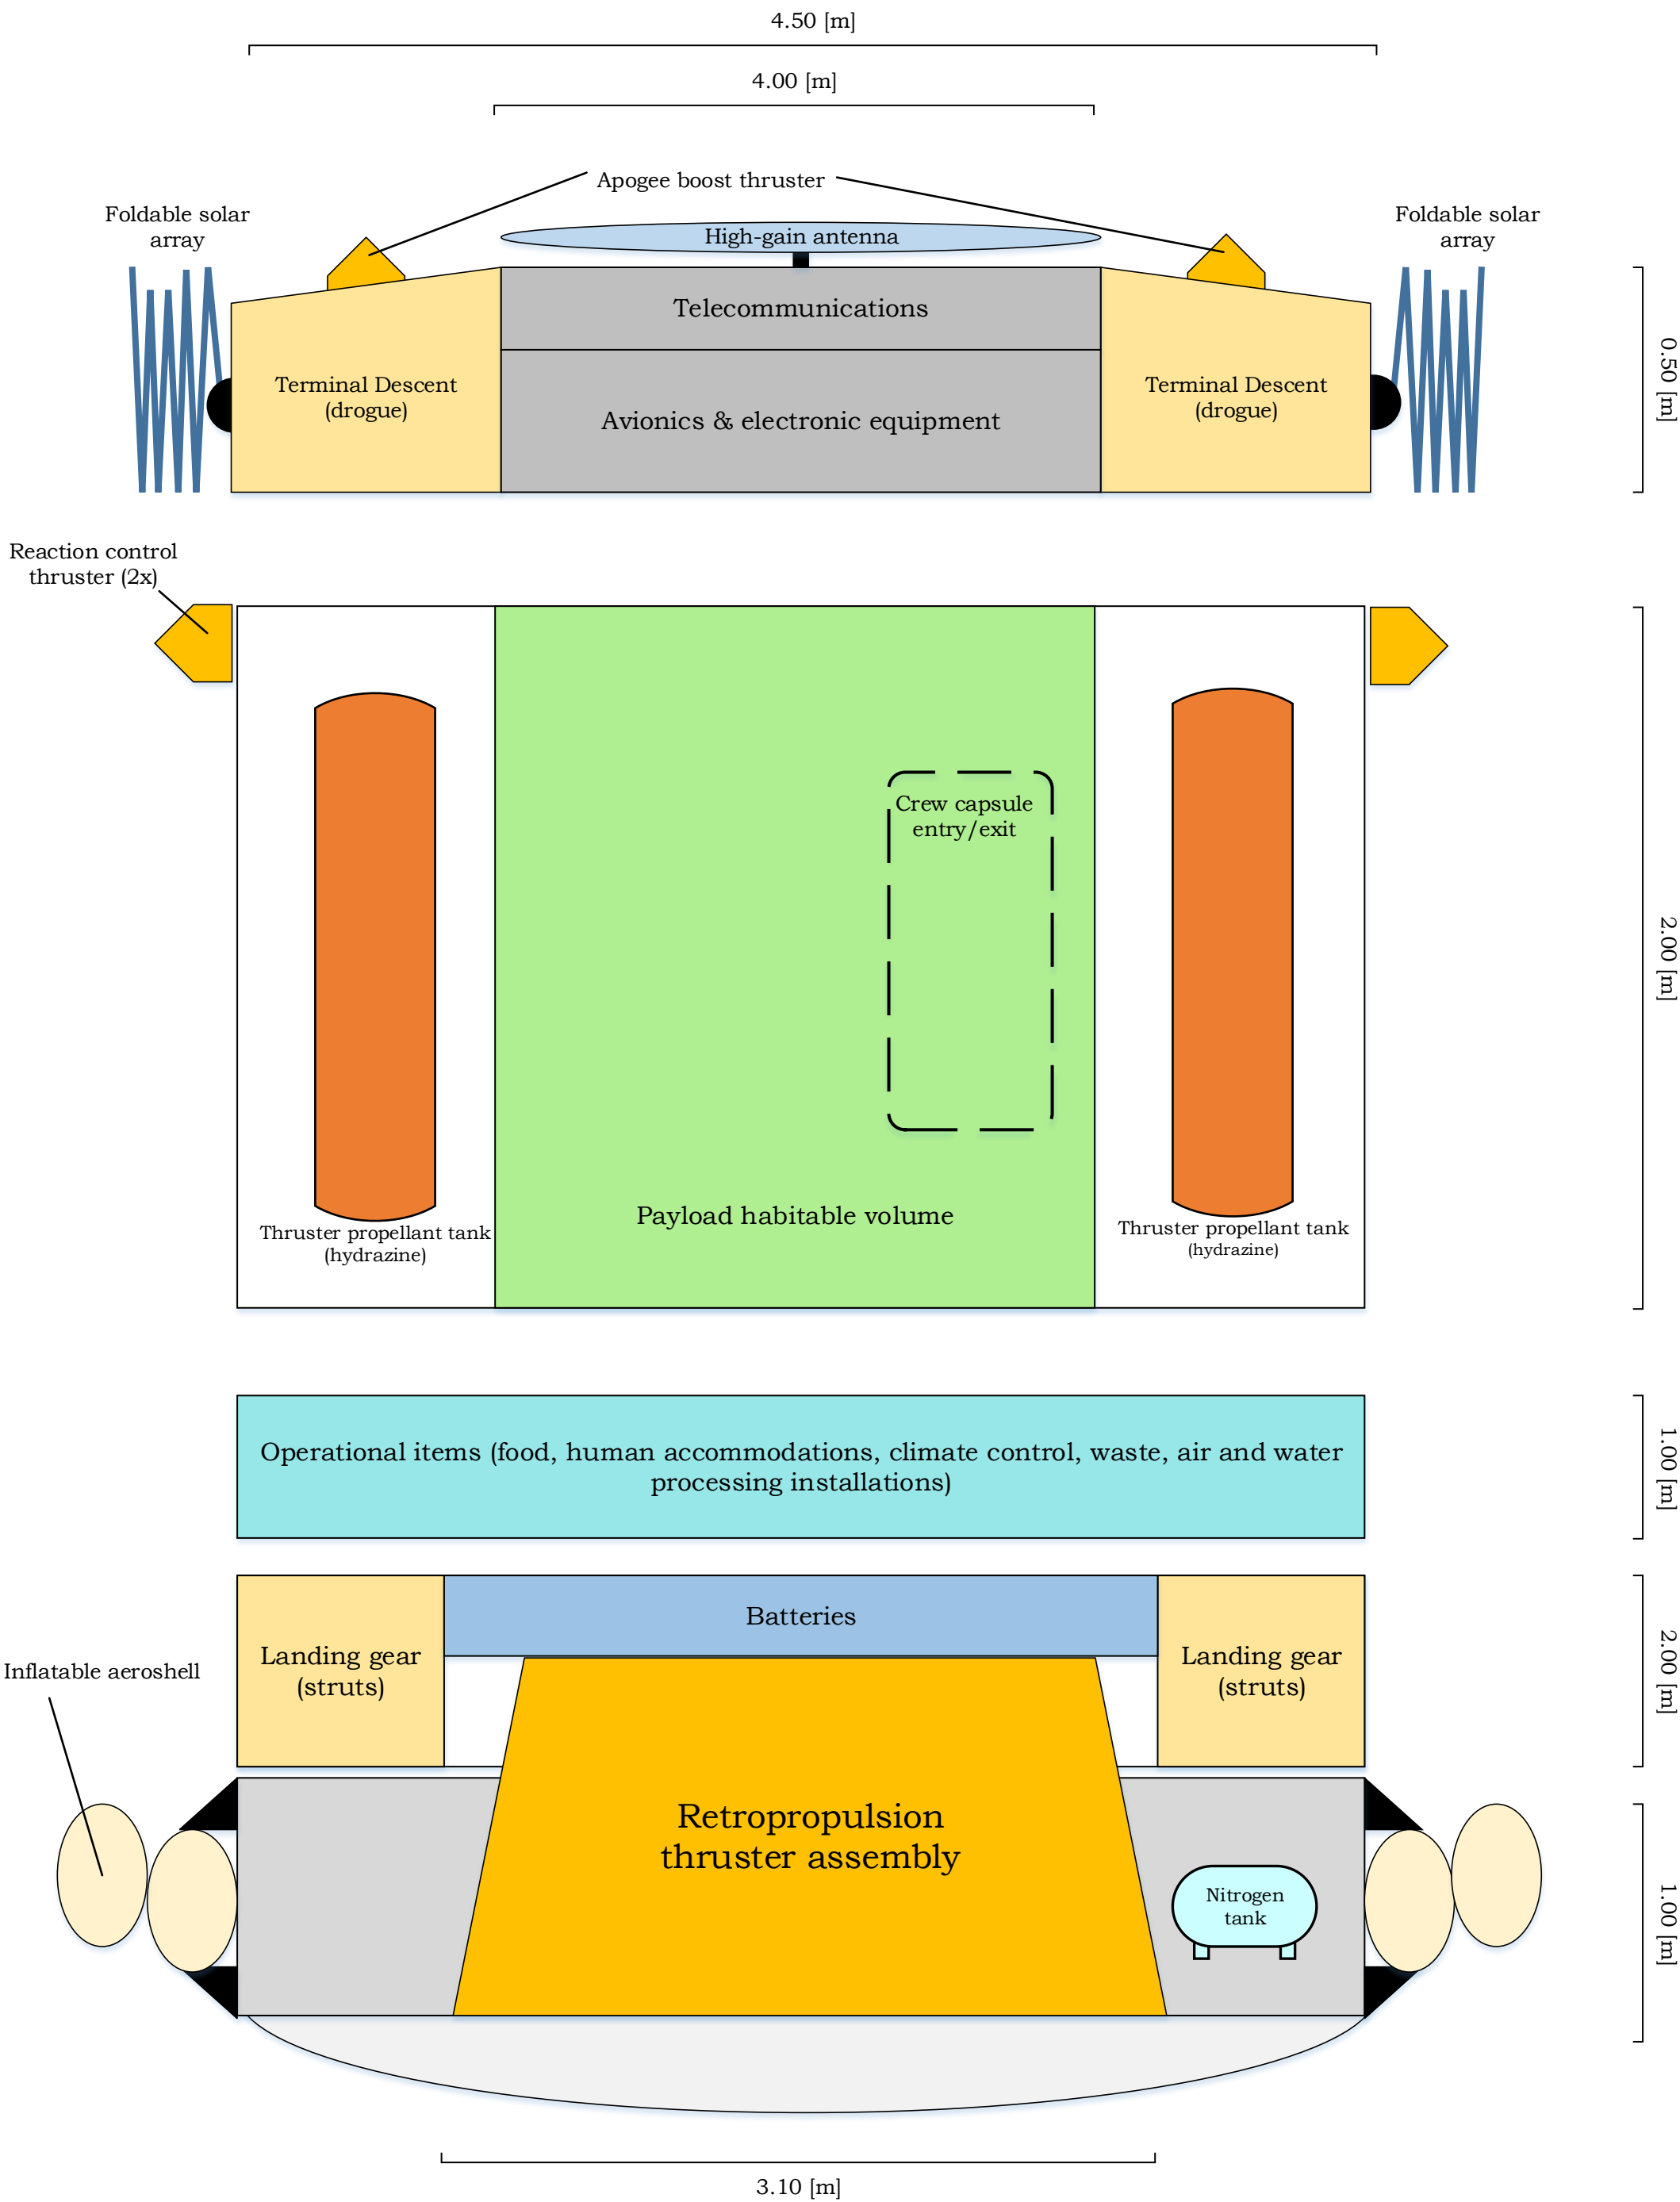 4.50 [m]
4.00 [m]
Apogee boost thruster
Foldable solar
array
Foldable solar
array
High-gain antenna
Telecommunications
Terminal Descent
(drogue)
Avionics & electronic equipment
Terminal Descent
(drogue)
0.50 [m]
Reaction control
thruster (2x)
Crew capsule
entry/exit
2.00 [m]
Payload habitable volume
Thruster propellant tank
(hydrazine)
Thruster propellant tank
(hydrazine)
Operational items (food, human accommodations, climate control, waste, air and water
processing installations)
1.00 [m]
Batteries
Landing gear
(struts)
Landing gear
(struts)
2.00 [m]
Inflatable aeroshell
Retropropulsion
thruster assembly
Nitrogen
tank
1.00 [m]
3.10 [m]